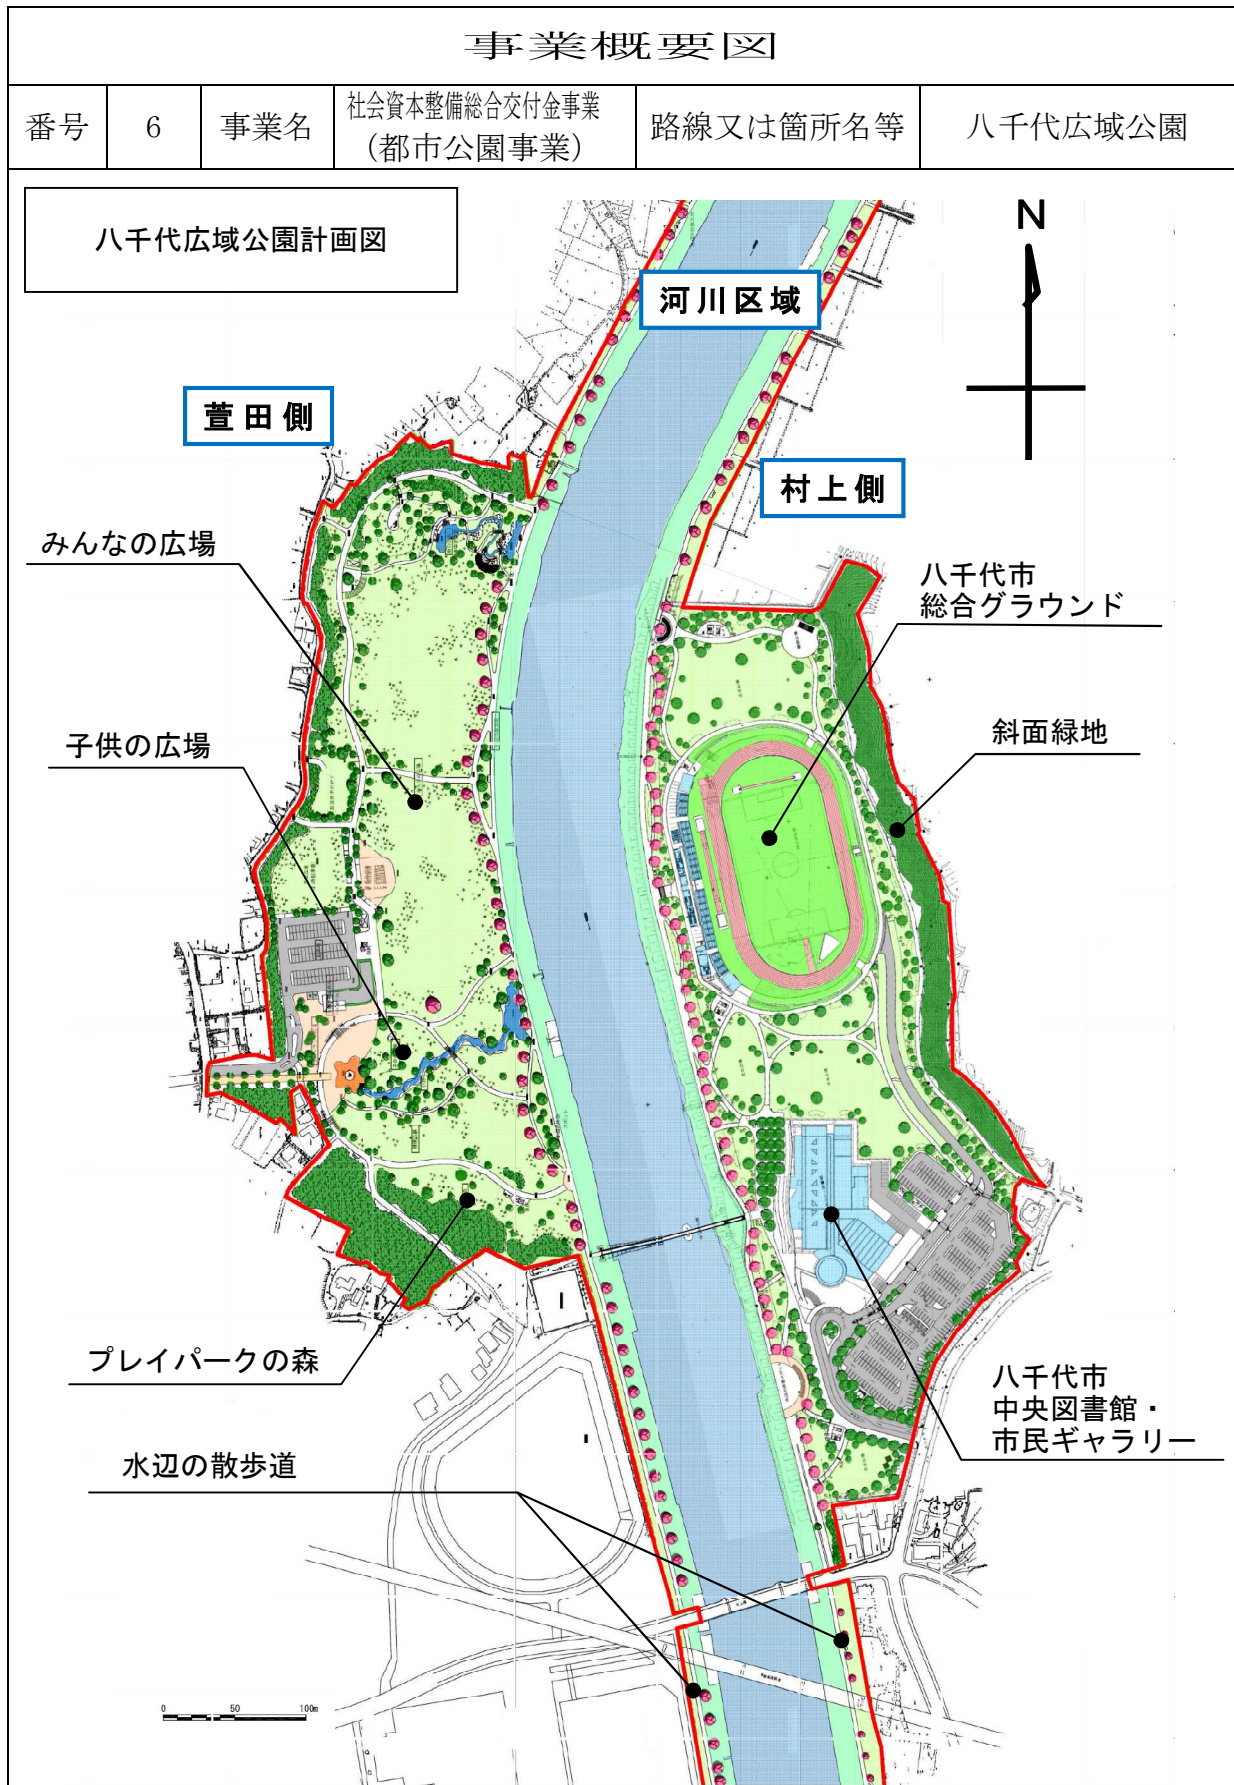 事業概要図
番号
6
事業名
社会資本整備総合交付金事業
(都市公園事業)
路線又は箇所名等
八千代広域公園
八千代広域公園計画図
N
河川区域
萱田側
村上側
みんなの広場
八千代市
総合グラウンド
子供の広場
斜面緑地
プレイパークの森
八千代市
中央図書館・
市民ギャラリー
水辺の散歩道
0 50 100m